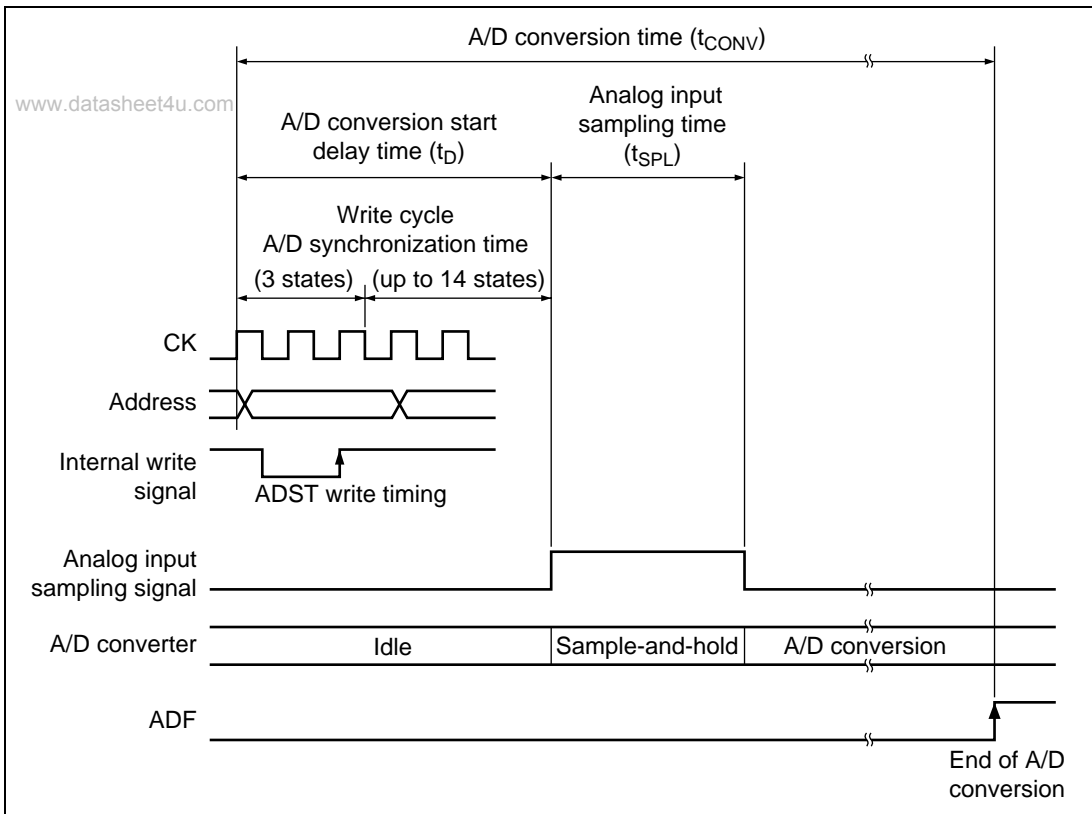 A/D conversion time (tCONV)
www.datasheet4u.com
A/D conversion start
delay time (tD)
Analog input
sampling time
(tSPL)
Write cycle
A/D synchronization time
(3 states) (up to 14 states)
CK
Address
Internal write
signal
ADST write timing
Analog input
sampling signal
A/D converter
Idle
Sample-and-hold
A/D conversion
ADF
End of A/D
conversion